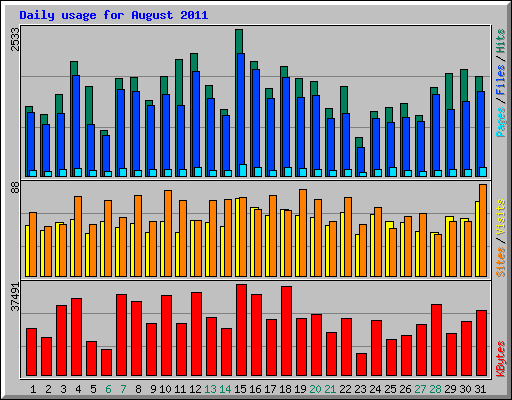 Daily usage for August 2011
2533
Pages / Files / Hits
88
Sites / Visits
37491
KBytes
1 2 3 4 5 6 7 8 9 10 11 12 13 14 15 16 17 18 19 20 21 22 23 24 25 26 27 28 29 30 31